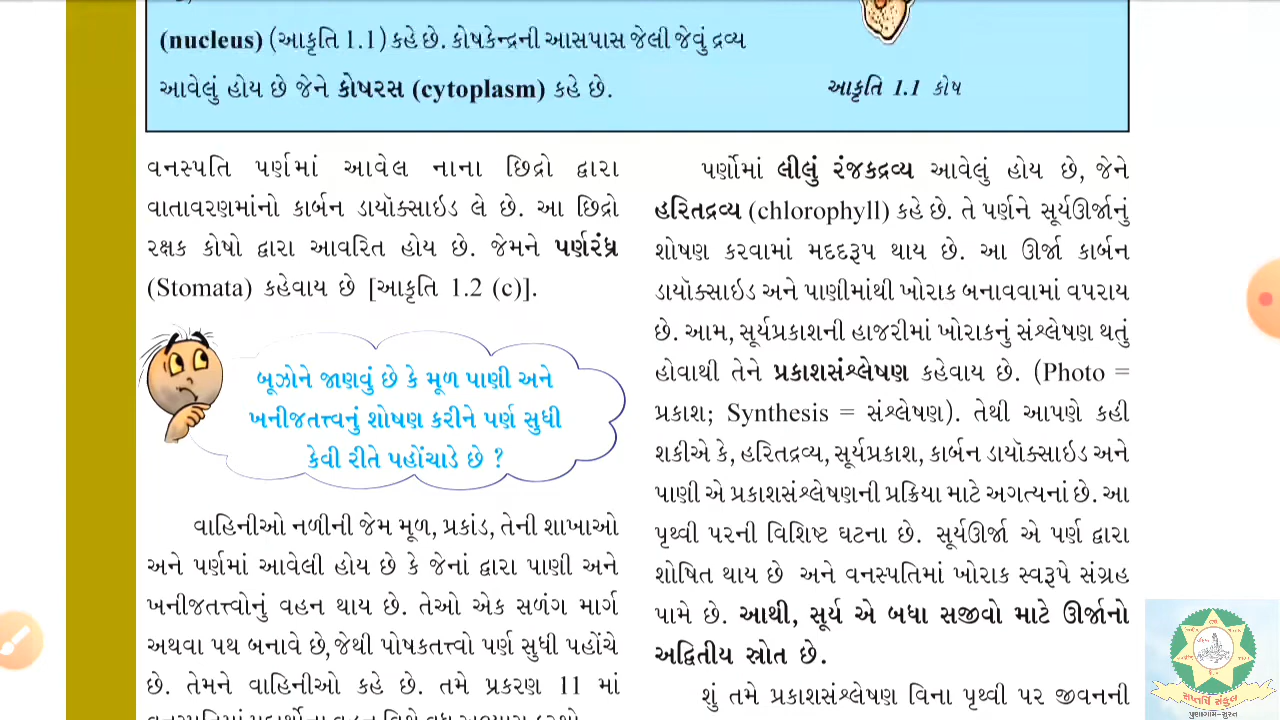 (nucleus) (આકૃતિ 1.1) કહે છે. કોષકેન્દ્રની આસપાસ જેલી જેવું દ્રવ્ય
આવેલું હોય છે જેને કોષરસ (cytoplasm) કહે છે.
આકૃતિ 1.1 કોષ
વનસ્પતિ પર્ણમાં આવેલ નાના છિદ્રો દ્વારા
વાતાવરણમાંનો કાર્બન ડાયૉક્સાઇડ લે છે. આ છિદ્રો
રક્ષક કોષો દ્વારા આવરિત હોય છે. જેમને પર્ણરંધ્ર
(Stomata) કહેવાય છે [આકૃતિ 1.2 (c)].
બૂઝોને જાણવું છે કે મૂળ પાણી અને
ખનીજતત્ત્વનું શોષણ કરીને પર્ણ સુધી
કેવી રીતે પહોંચાડે છે ?
વાહિનીઓ નળીની જેમ મૂળ, પ્રકાંડ, તેની શાખાઓ
અને પર્ણમાં આવેલી હોય છે કે જેનાં દ્વારા પાણી અને
ખનીજતત્ત્વોનું વહન થાય છે. તેઓ એક સળંગ માર્ગ
અથવા પથ બનાવે છે, જેથી પોષકતત્ત્વો પર્ણ સુધી પહોંચે
છે. તેમને વાહિનીઓ કહે છે. તમે પ્રકરણ 11 માં
પર્ણોમાં લીલું રંજકદ્રવ્ય આવેલું હોય છે, જેને
હરિતદ્રવ્ય (chlorophyll) કહે છે. તે પર્ણને સૂર્યઊર્જાનું
શોષણ કરવામાં મદદરૂપ થાય છે. આ ઊર્જા કાર્બન
ડાયૉક્સાઇડ અને પાણીમાંથી ખોરાક બનાવવામાં વપરાય
છે. આમ, સૂર્યપ્રકાશની હાજરીમાં ખોરાકનું સંશ્લેષણ થતું
હોવાથી તેને પ્રકાશસંશ્લેષણ કહેવાય છે. (Photo =
પ્રકાશ; Synthesis = સંશ્લેષણ). તેથી આપણે કહી
શકીએ કે, હરિતદ્રવ્ય, સૂર્યપ્રકાશ, કાર્બન ડાયૉક્સાઇડ અને
પાણી એ પ્રકાશસંશ્લેષણની પ્રક્રિયા માટે અગત્યનાં છે. આ
પૃથ્વી પરની વિશિષ્ટ ઘટના છે. સૂર્યઊર્જા એ પર્ણ દ્વારા
શોષિત થાય છે અને વનસ્પતિમાં ખોરાક સ્વરૂપે સંગ્રહ
પામે છે. આથી, સૂર્ય એ બધા સજીવો માટે ઊર્જાનો
અદ્વિતીય સ્રોત છે.
શું તમે પ્રકાશસંશ્લેષણ વિના પૃથ્વી પર જીવનની
સપ્તર્ષિ સંકુલ
પુણાગામ-સુરત